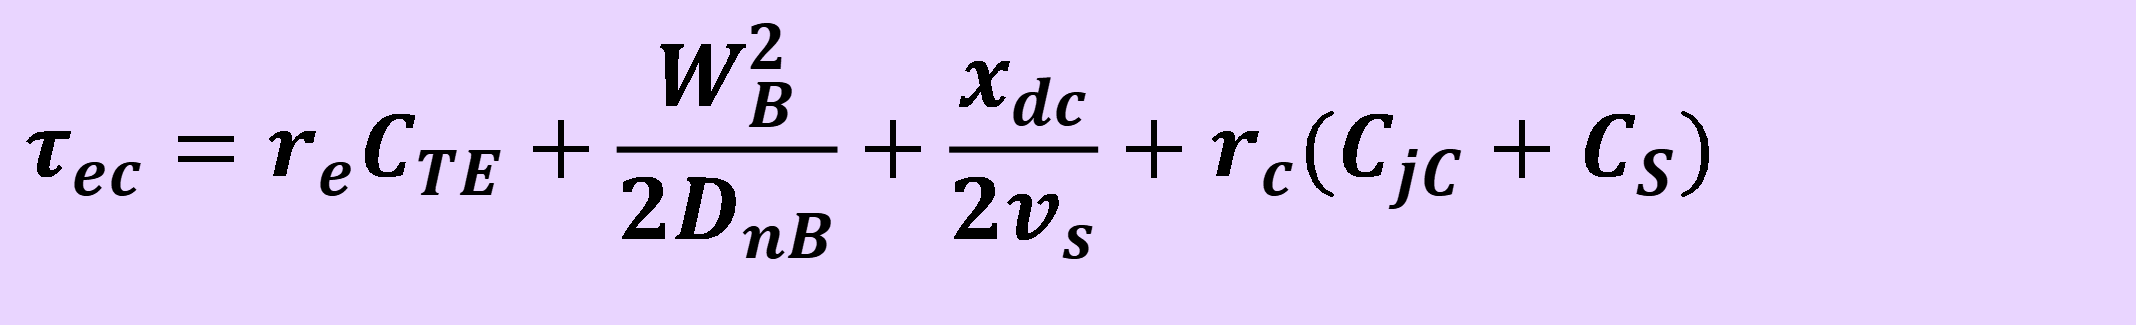 τ_ec = r_e C_TE + W_B^2/2D_nB + x_dc/2v_s + r_c(C_jC + C_S)